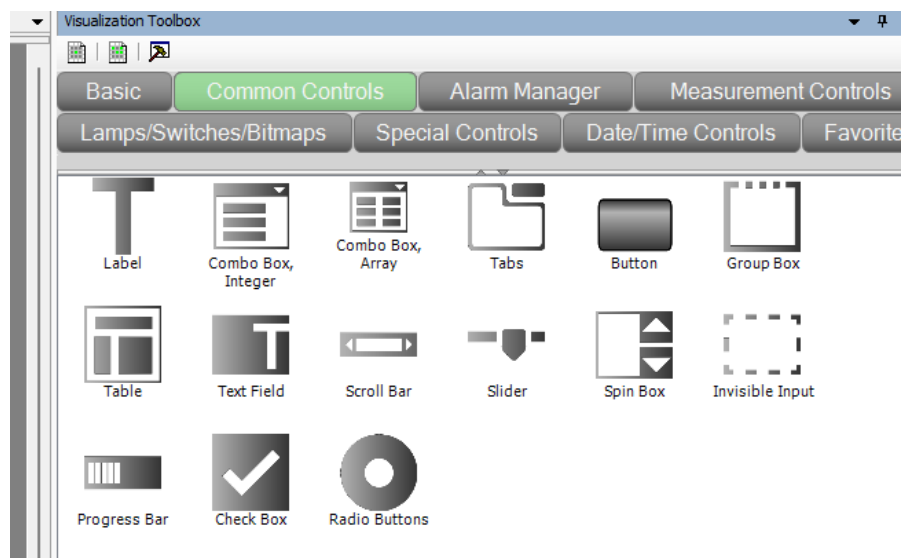 Visualization Toolbox
Basic
Common Controls
Alarm Manager
Measurement Controls
Lamps/Switches/Bitmaps
Special Controls
Date/Time Controls
Favorite
Label
Combo Box,
Integer
Combo Box,
Array
Tabs
Button
Group Box
Table
Text Field
Scroll Bar
Slider
Spin Box
Invisible Input
Progress Bar
Check Box
Radio Buttons